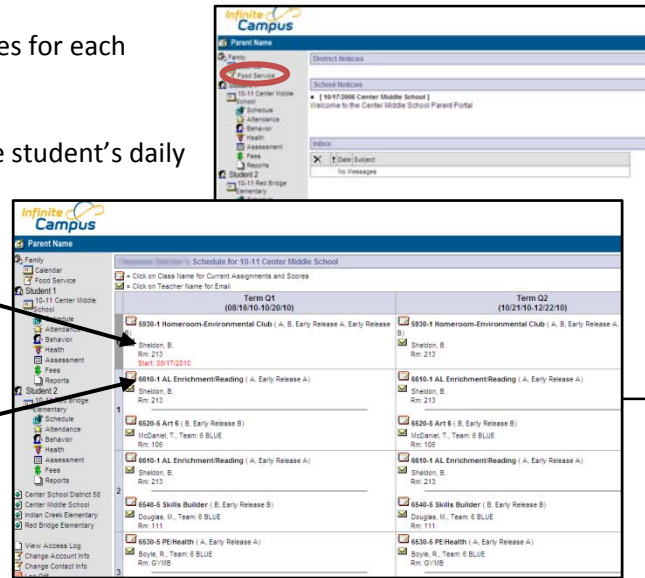 es for each
e student's daily
Infinite
Campus
Parent Name
Family
Food Service
10-11 Center Middle
School
Schedule
Attendance
Behavior
Health
Assessment
Fees
Reports
Student 2
10-11 Red Bridge
Elementary
District Notices
School Notices
[ 10/17/2006 Center Middle School ]
Welcome to the Center Middle School Parent Portal
Inbox
Date Subject
No Messages
Infinite
Campus
Parent Name
Family
Calendar
Food Service
Student 1
10-11 Center Middle
School
Schedule
Attendance
Behavior
Health
Assessment
Fees
Reports
Student 2
10-11 Red Bridge
Elementary
Schedule
Attendance
Behavior
Health
Assessment
Fees
Reports
Center School District 58
Center Middle School
Indian Creek Elementary
Red Bridge Elementary
View Access Log
Change Account Info
Change Contact Info
Log Off
Schedule for 10-11 Center Middle School
= Click on Class Name for Current Assignments and Scores
= Click on Teacher Name for Email
Term Q1
(08/16/10-10/20/10)
Term Q2
(10/21/10-12/22/10)
5930-1 Homeroom-Environmental Club ( A, B, Early Release A, Early Release
B)
Sheldon, B.
Rm: 213
Start: 08/17/2010
5930-1 Homeroom-Environmental Club ( A, B, Early Release A,
B)
Sheldon, B.
Rm: 213
1
6610-1 AL Enrichment/Reading ( A, Early Release A)
Sheldon, B.
Rm: 213
6610-1 AL Enrichment/Reading ( A, Early Release A)
Sheldon, B.
Rm: 213
6520-5 Art 6 ( B, Early Release B)
McDaniel, T., Team: 6 BLUE
Rm: 106
6520-5 Art 6 ( B, Early Release B)
McDaniel, T., Team: 6 BLUE
Rm: 106
2
6610-1 AL Enrichment/Reading ( A, Early Release A)
Sheldon, B.
Rm: 213
6610-1 AL Enrichment/Reading ( A, Early Release A)
Sheldon, B.
Rm: 213
6540-5 Skills Builder ( B, Early Release B)
Douglas, M., Team: 6 BLUE
Rm: 111
6540-5 Skills Builder ( B, Early Release B)
Douglas, M., Team: 6 BLUE
Rm: 111
3
6530-5 PE/Health ( A, Early Release A)
Boyle, R., Team: 6 BLUE
Rm: GYMB
6530-5 PE/Health ( A, Early Release A)
Boyle, R., Team: 6 BLUE
Rm: GYMB